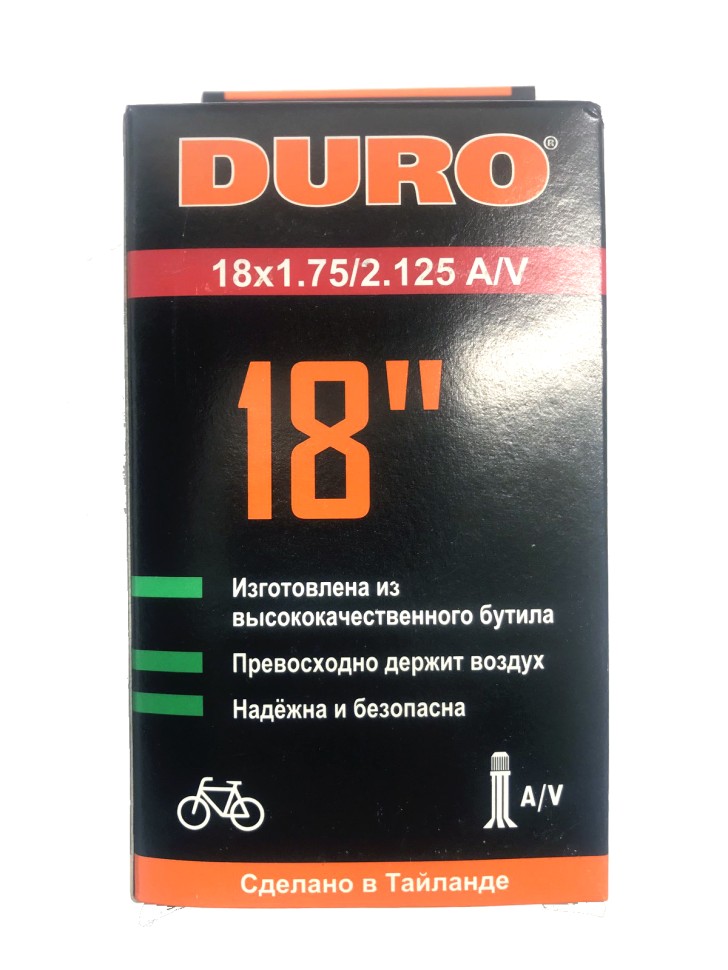 DURO®
18x1.75/2.125 A/V
18"
Изготовлена из
высококачественного бутила
Превосходно держит воздух
Надёжна и безопасна
A/V
Сделано в Тайланде